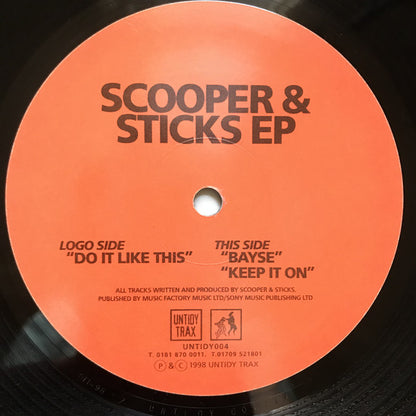 SCOOPER &
STICKS EP
LOGO SIDE
"DO IT LIKE THIS"
THIS SIDE
"BAYSE"
"KEEP IT ON"
ALL TRACKS WRITTEN AND PRODUCED BY SCOOPER & STICKS.
PUBLISHED BY MUSIC FACTORY MUSIC LTD/SONY MUSIC PUBLISHING LTD
UNTIDY
TRAX
UNTIDY004
T. 0181 870 0011. T.01709 521801
P & C 1998 UNTIDY TRAX